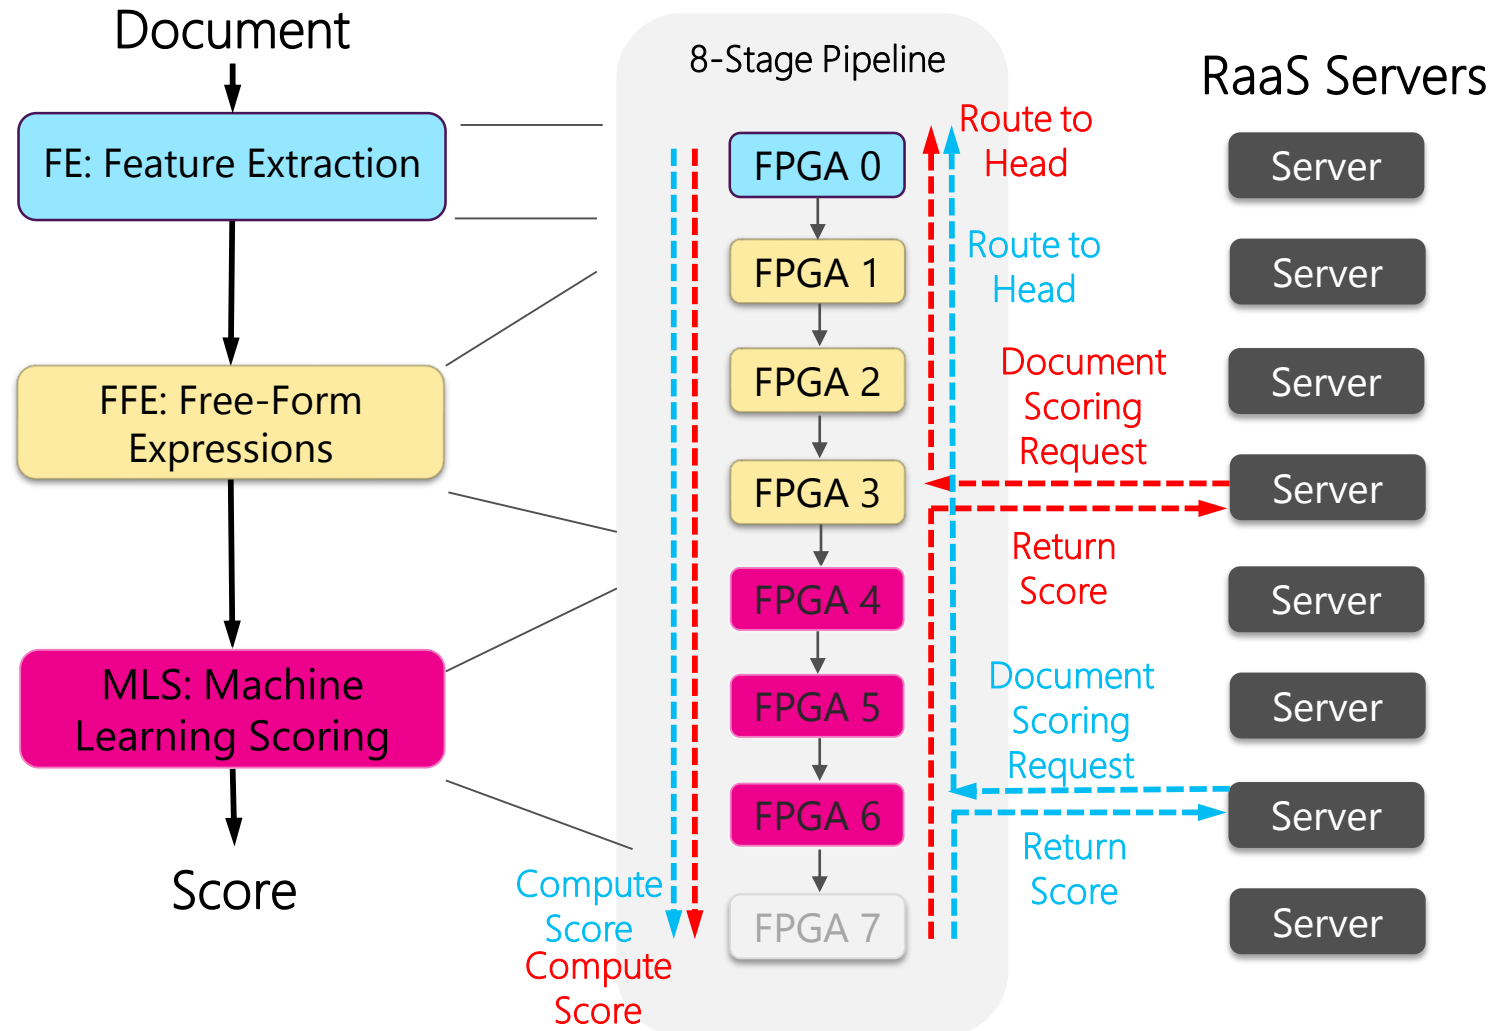 Document
FE: Feature Extraction
FFE: Free-Form
Expressions
MLS: Machine
Learning Scoring
Score
8-Stage Pipeline
FPGA 0
FPGA 1
FPGA 2
FPGA 3
FPGA 4
FPGA 5
FPGA 6
FPGA 7
Compute
Score
Compute
Score
Route to
Head
Route to
Head
Document
Scoring
Request
Return
Score
Document
Scoring
Request
Return
Score
RaaS Servers
Server
Server
Server
Server
Server
Server
Server
Server